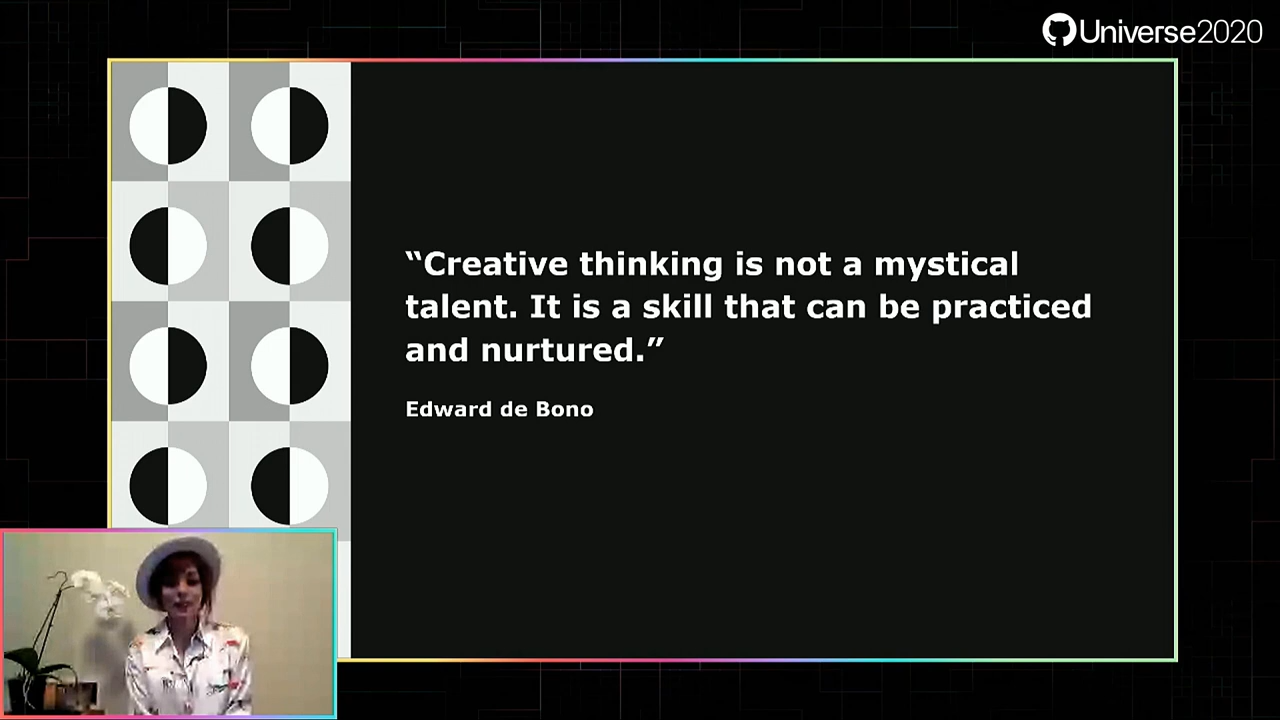 Universe2020
“Creative thinking is not a mystical
talent. It is a skill that can be practiced
and nurtured.”
Edward de Bono